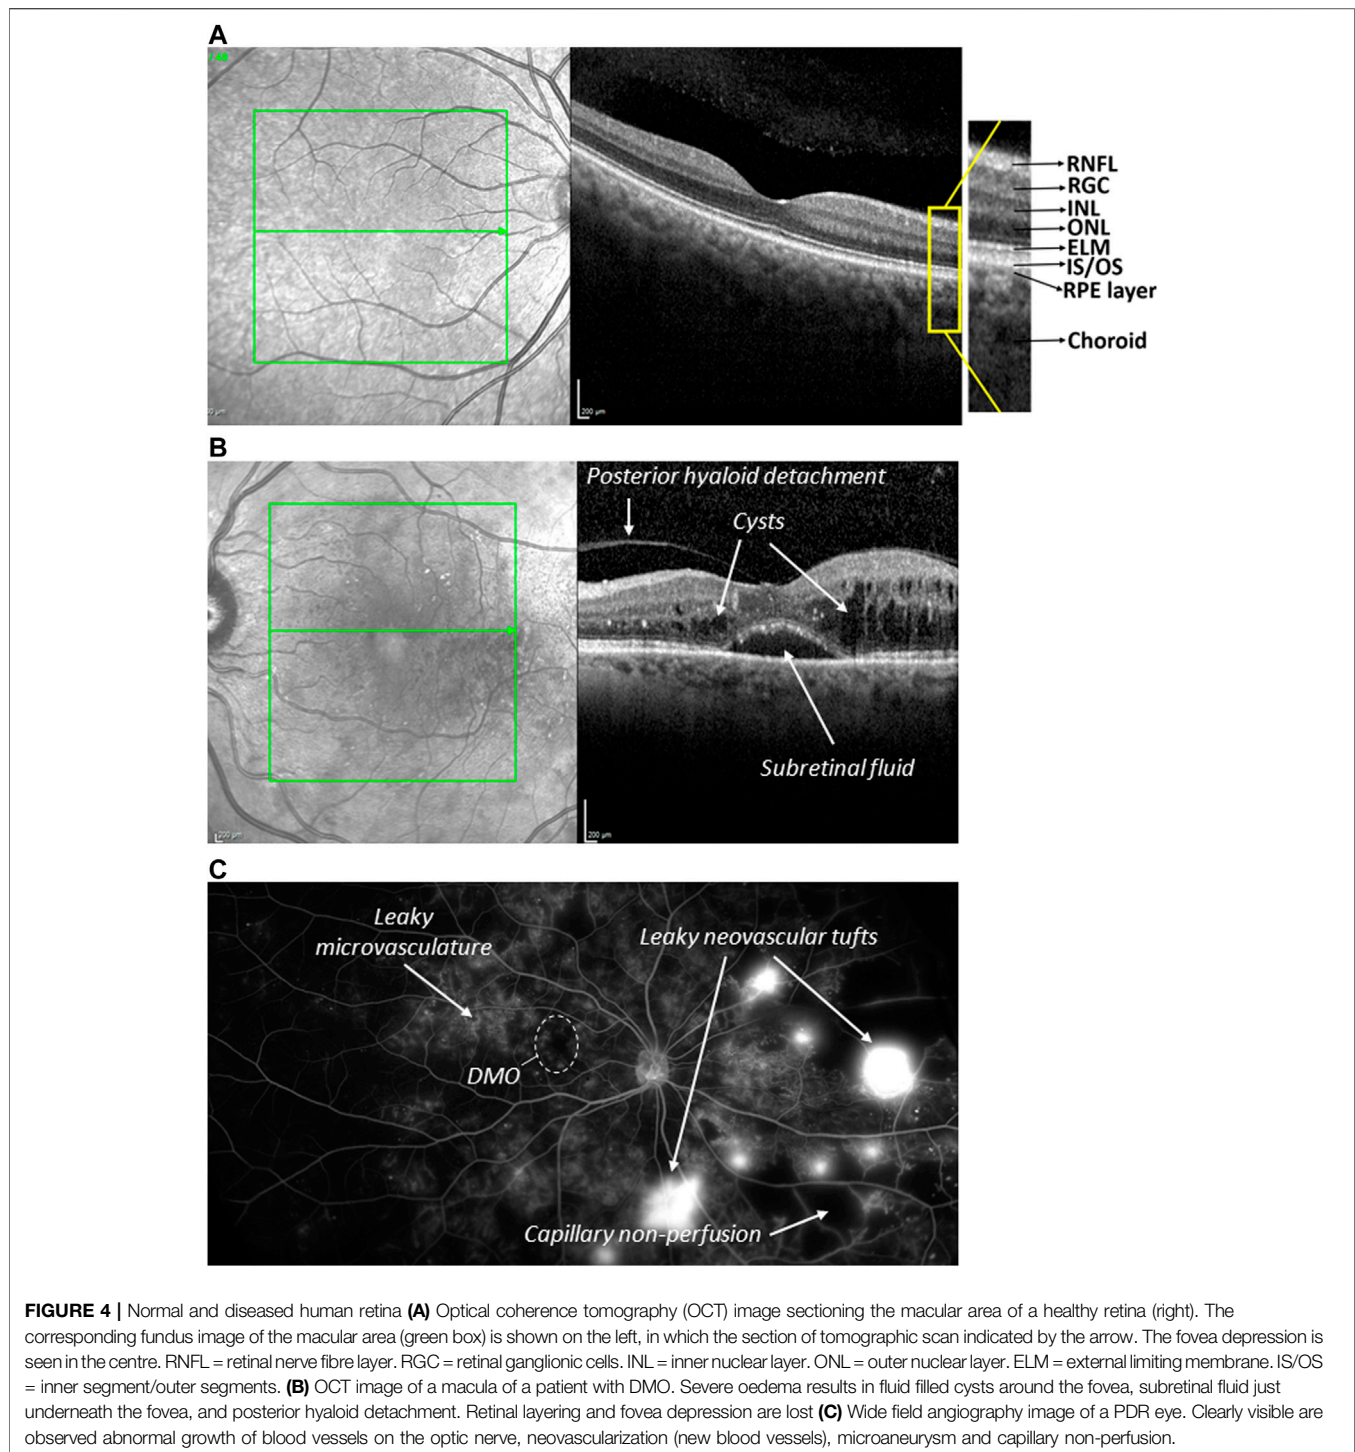 A
/ 48
RNFL
RGC
INL
ONL
ELM
IS/OS
RPE layer
Choroid
0 µm
200 µm
B
Posterior hyaloid detachment
Cysts
Subretinal fluid
200 µm
200 µm
C
Leaky
microvasculature
Leaky neovascular tufts
DMO
Capillary non-perfusion
FIGURE 4 | Normal and diseased human retina (A) Optical coherence tomography (OCT) image sectioning the macular area of a healthy retina (right). The
corresponding fundus image of the macular area (green box) is shown on the left, in which the section of tomographic scan indicated by the arrow. The fovea depression is
seen in the centre. RNFL = retinal nerve fibre layer. RGC = retinal ganglionic cells. INL = inner nuclear layer. ONL = outer nuclear layer. ELM = external limiting membrane. IS/OS
= inner segment/outer segments. (B) OCT image of a macula of a patient with DMO. Severe oedema results in fluid filled cysts around the fovea, subretinal fluid just
underneath the fovea, and posterior hyaloid detachment. Retinal layering and fovea depression are lost (C) Wide field angiography image of a PDR eye. Clearly visible are
observed abnormal growth of blood vessels on the optic nerve, neovascularization (new blood vessels), microaneurysm and capillary non-perfusion.